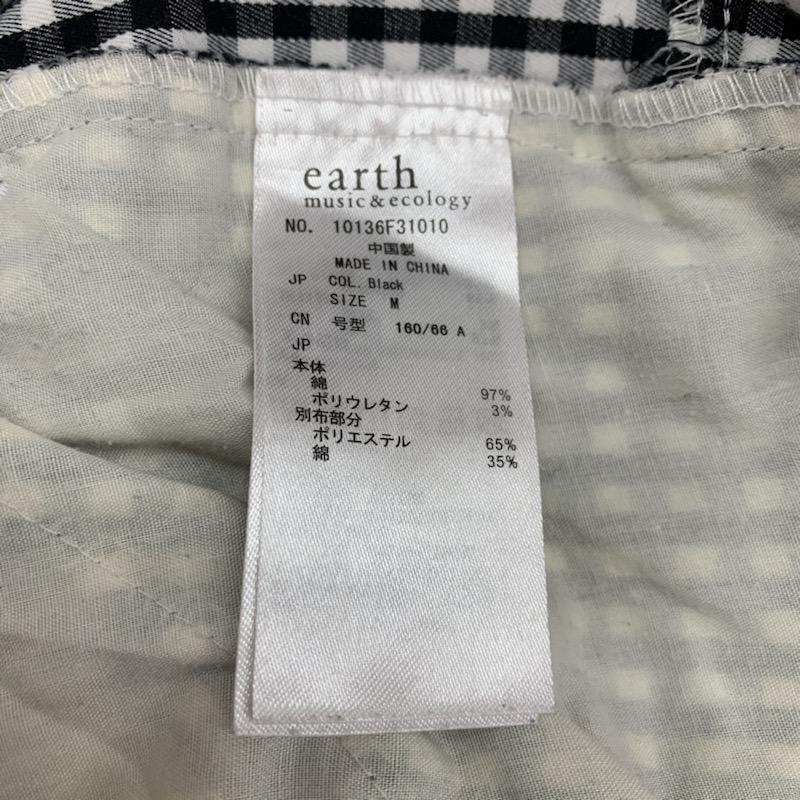 earth
music & ecology
NO. 10136F31010
中国製
MADE IN CHINA
JP COL. Black
SIZE M
CN 号型 160/66 A
JP
本体
綿 97%
ポリウレタン 3%
別布部分
ポリエステル 65%
綿 35%